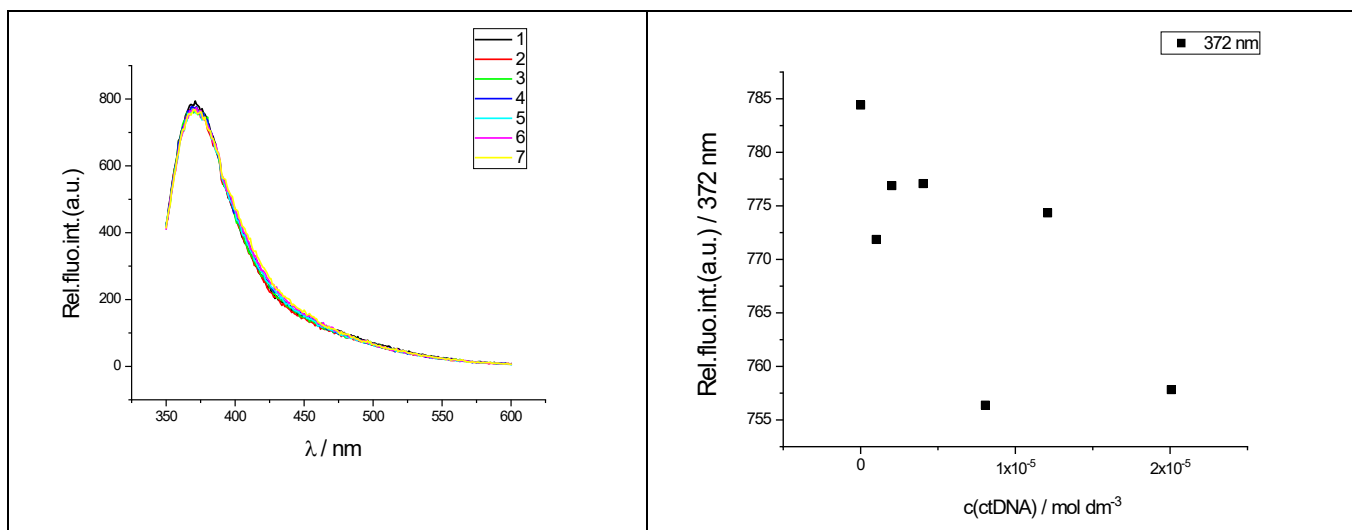 1
2
3
4
5
6
7
Rel.fluo.int.(a.u.)
800
600
400
200
0
350 400 450 500 550 600
λ / nm
372 nm
Rel.fluo.int.(a.u.) / 372 nm
785
780
775
770
765
760
755
0 1x10⁻⁵ 2x10⁻⁵
c(ctDNA) / mol dm⁻³